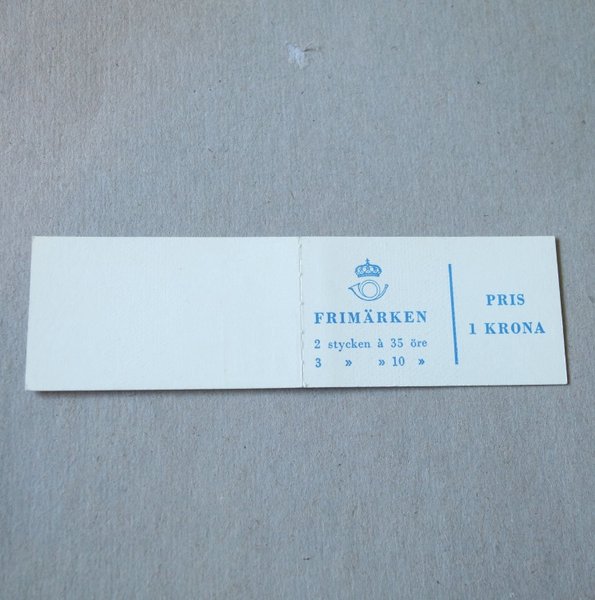 FRIMÄRKEN
2 stycken à 35 öre
3 » » 10 »
PRIS
1 KRONA